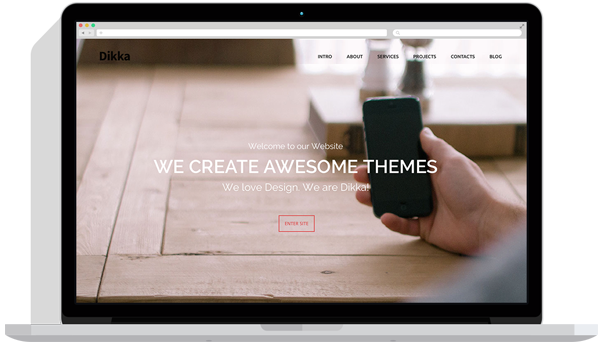 Dikka
INTRO ABOUT SERVICES PROJECTS CONTACTS BLOG
Welcome to our Website
WE CREATE AWESOME THEMES
We love Design. We are Dikka!
ENTER SITE